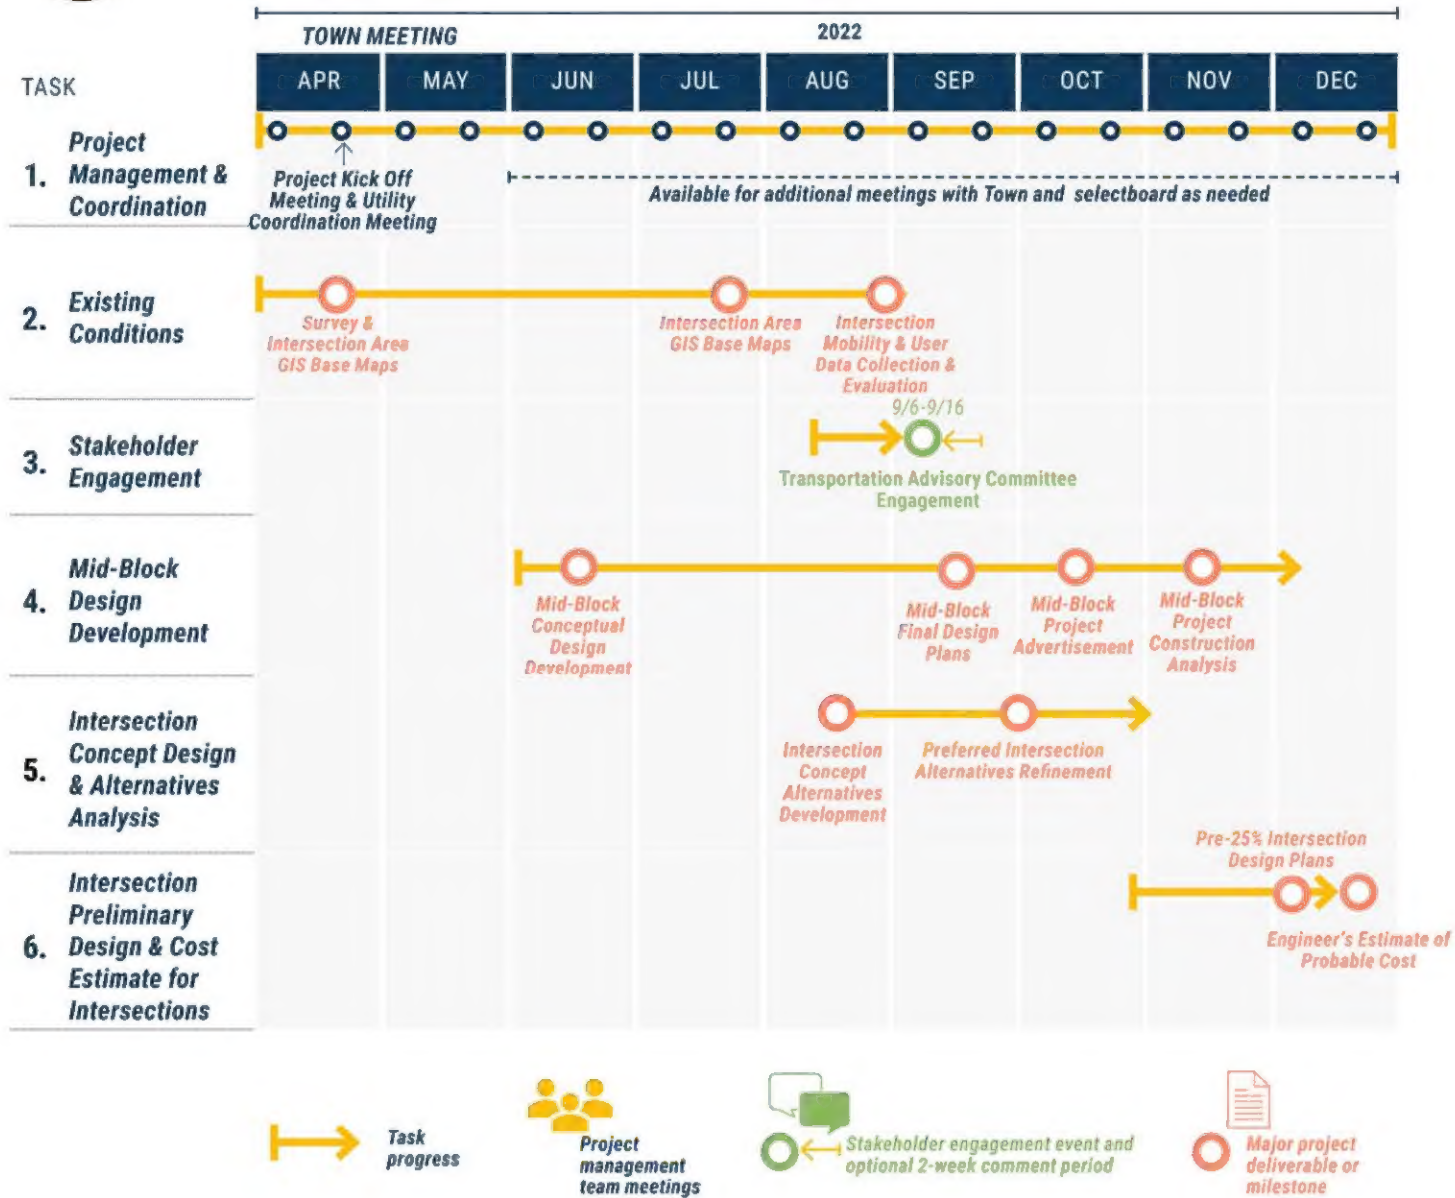 TOWN MEETING
2022
TASK
APR
MAY
JUN
JUL
AUG
SEP
OCT
NOV
DEC
1.
Project
Management &
Coordination
Project Kick Off
Meeting & Utility
Coordination Meeting
Available for additional meetings with Town and selectboard as needed
2.
Existing
Conditions
Survey &
Intersection Area
GIS Base Maps
Intersection Area
GIS Base Maps
Intersection
Mobility & User
Data Collection &
Evaluation
3.
Stakeholder
Engagement
9/6-9/16
Transportation Advisory Committee
Engagement
4.
Mid-Block
Design
Development
Mid-Block
Conceptual
Design
Development
Mid-Block
Final Design
Plans
Mid-Block
Project
Advertisement
Mid-Block
Project
Construction
Analysis
5.
Intersection
Concept Design
& Alternatives
Analysis
Intersection
Concept
Alternatives
Development
Preferred Intersection
Alternatives Refinement
6.
Intersection
Preliminary
Design & Cost
Estimate for
Intersections
Pre-25% Intersection
Design Plans
Engineer's Estimate of
Probable Cost
Task
progress
Project
management
team meetings
Stakeholder engagement event and
optional 2-week comment period
Major project
deliverable or
milestone